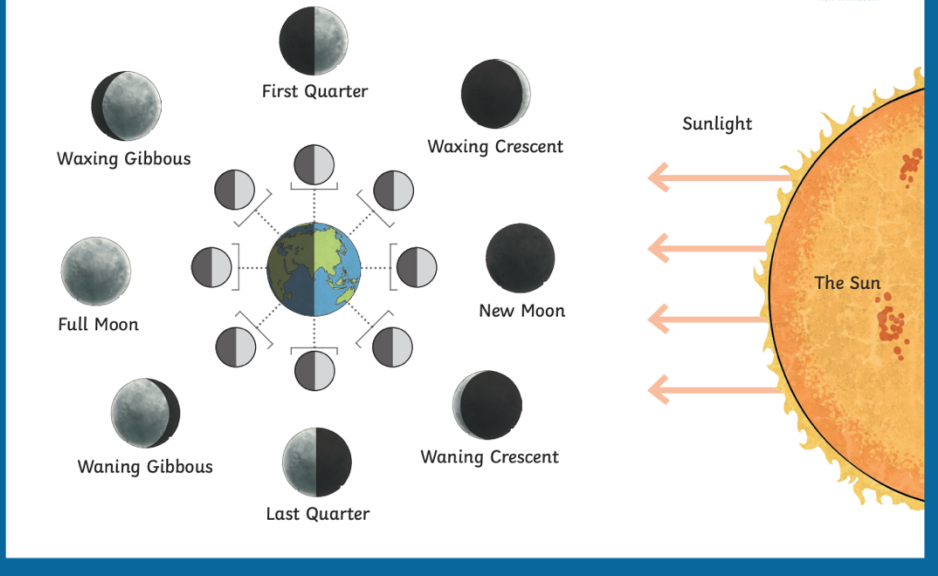 First Quarter
Waxing Crescent
Waxing Gibbous
Sunlight
The Sun
Full Moon
New Moon
Waning Gibbous
Waning Crescent
Last Quarter